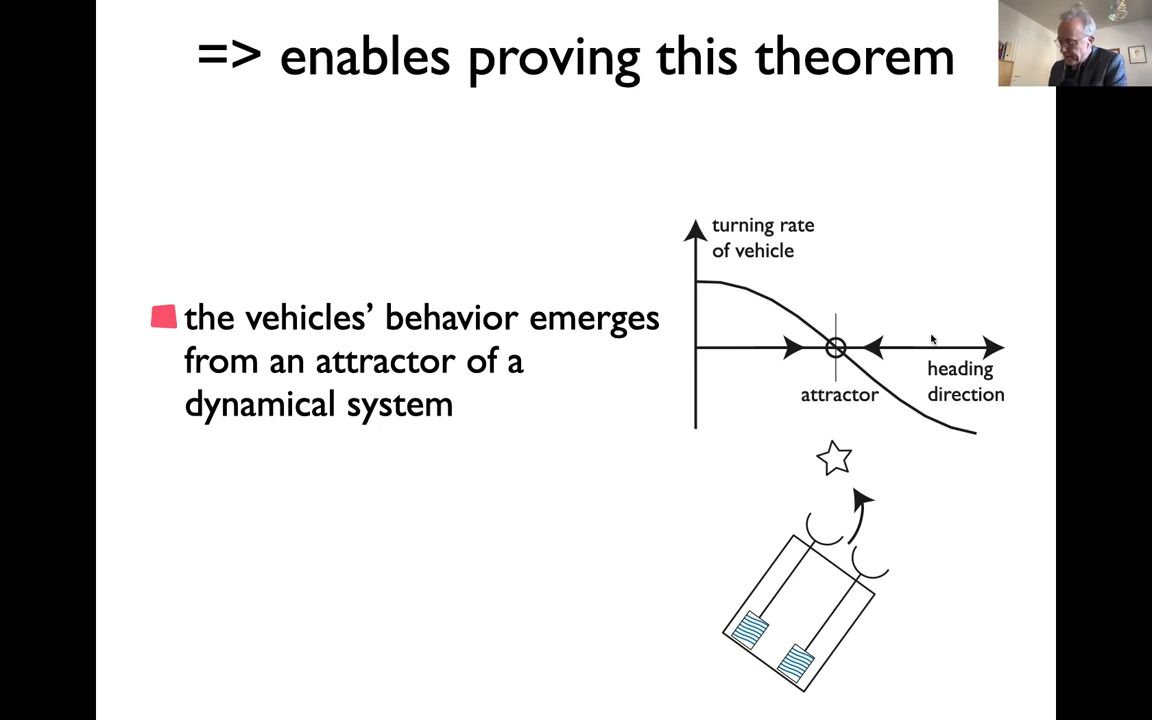 => enables proving this theorem
the vehicles’ behavior emerges
from an attractor of a
dynamical system
turning rate
of vehicle
attractor
heading
direction